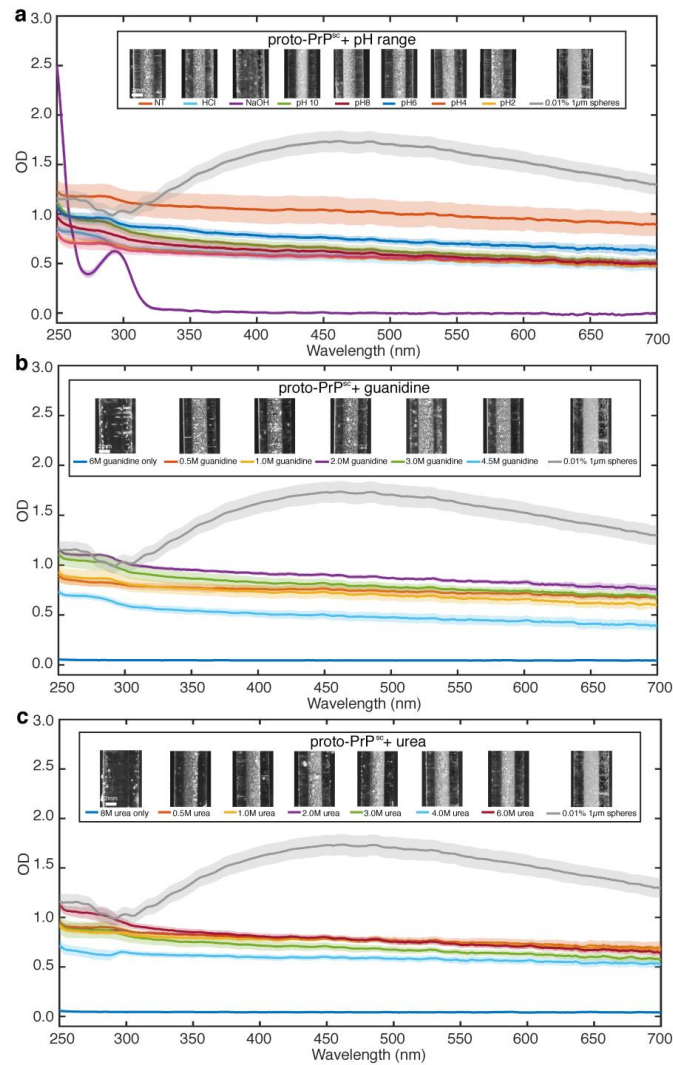 a
3.0
2.5
2.0
1.5
1.0
0.5
0.0
OD
proto-PrPˢᶜ+ pH range
2mm
NT HCl NaOH pH 10 pH8 pH6 pH4 pH2 0.01% 1µm spheres
250 300 350 400 450 500 550 600 650 700
Wavelength (nm)
b
3.0
2.5
2.0
1.5
1.0
0.5
0.0
OD
proto-PrPˢᶜ+ guanidine
6M guanidine only 0.5M guanidine 1.0M guanidine 2.0M guanidine 3.0M guanidine 4.5M guanidine 0.01% 1µm spheres
250 300 350 400 450 500 550 600 650 700
Wavelength (nm)
c
3.0
2.5
2.0
1.5
1.0
0.5
0.0
OD
proto-PrPˢᶜ+ urea
8M urea only 0.5M urea 1.0M urea 2.0M urea 3.0M urea 4.0M urea 6.0M urea 0.01% 1µm spheres
250 300 350 400 450 500 550 600 650 700
Wavelength (nm)